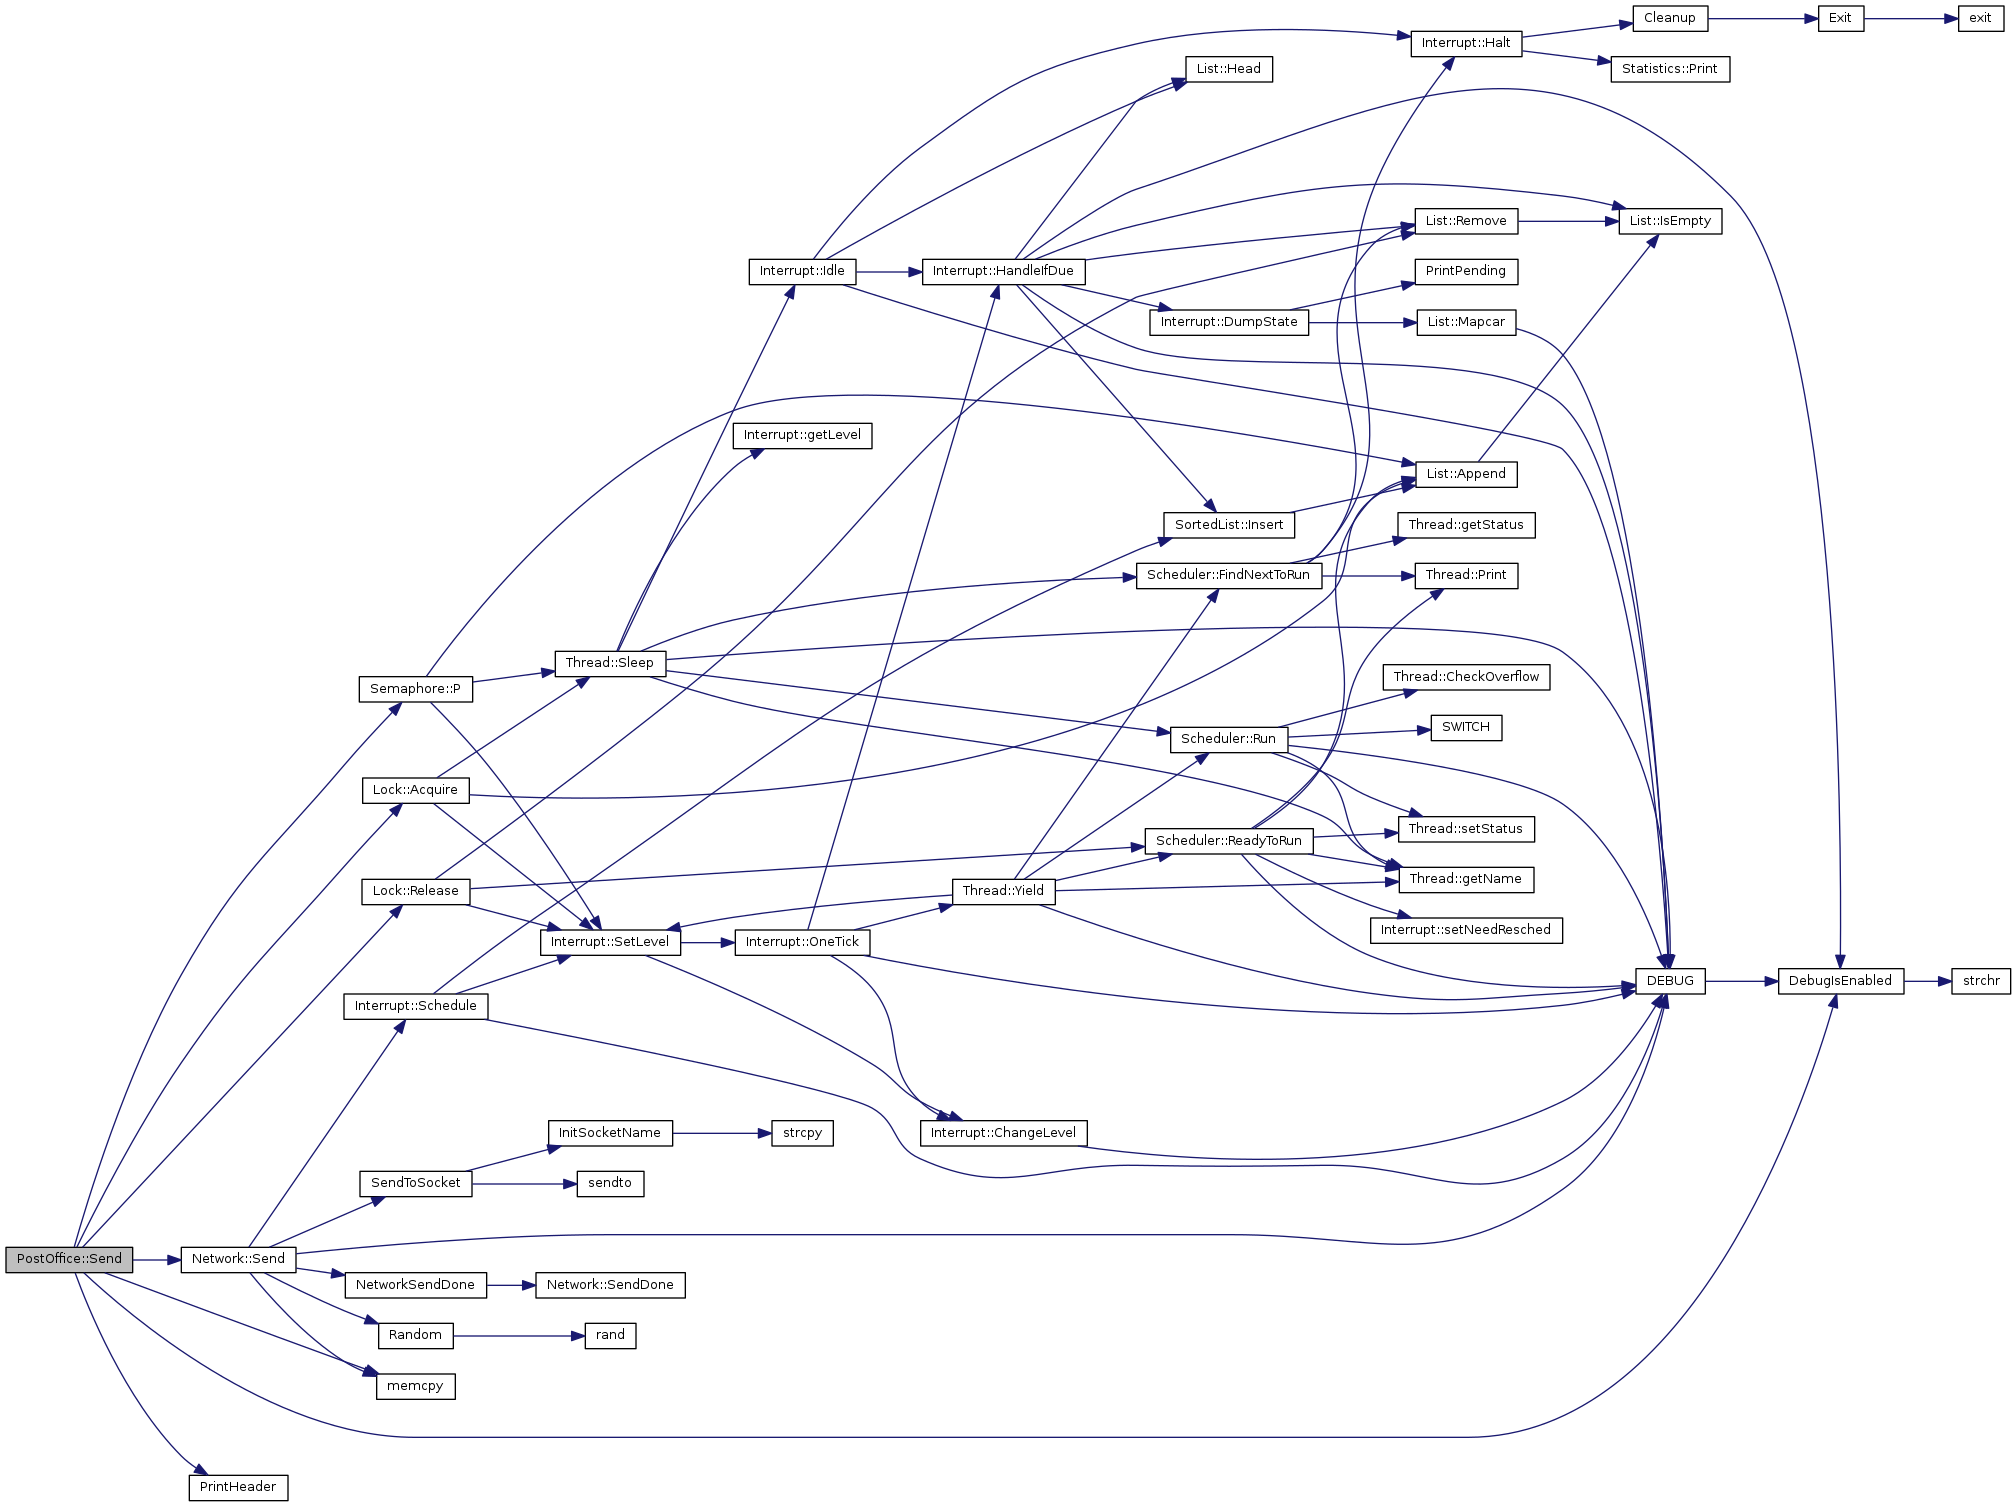 Cleanup
Exit
exit
Interrupt::Halt
List::Head
Statistics::Print
List::Remove
List::IsEmpty
Interrupt::Idle
Interrupt::HandleIfDue
PrintPending
Interrupt::DumpState
List::Mapcar
Interrupt::getLevel
List::Append
SortedList::Insert
Thread::getStatus
Scheduler::FindNextToRun
Thread::Print
Thread::Sleep
Thread::CheckOverflow
Semaphore::P
SWITCH
Scheduler::Run
Lock::Acquire
Thread::setStatus
Scheduler::ReadyToRun
Thread::getName
Lock::Release
Thread::Yield
Interrupt::setNeedResched
Interrupt::SetLevel
Interrupt::OneTick
DEBUG
DebugIsEnabled
strchr
Interrupt::Schedule
InitSocketName
strcpy
Interrupt::ChangeLevel
SendToSocket
sendto
PostOffice::Send
Network::Send
NetworkSendDone
Network::SendDone
Random
rand
memcpy
PrintHeader